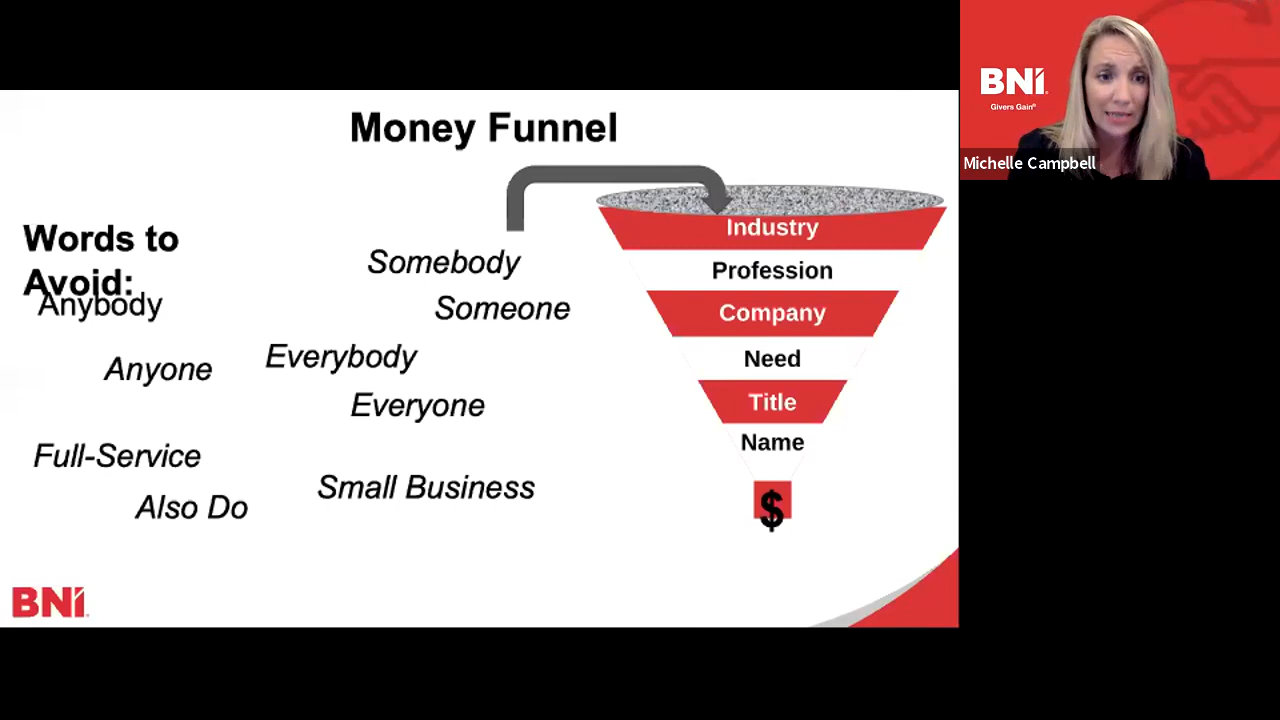 Money Funnel
Words to
Avoid:
Anybody
Somebody
Someone
Anyone
Everybody
Everyone
Full-Service
Also Do
Small Business
Industry
Profession
Company
Need
Title
Name
$
BNI
BNI
Givers Gain®
Michelle Campbell